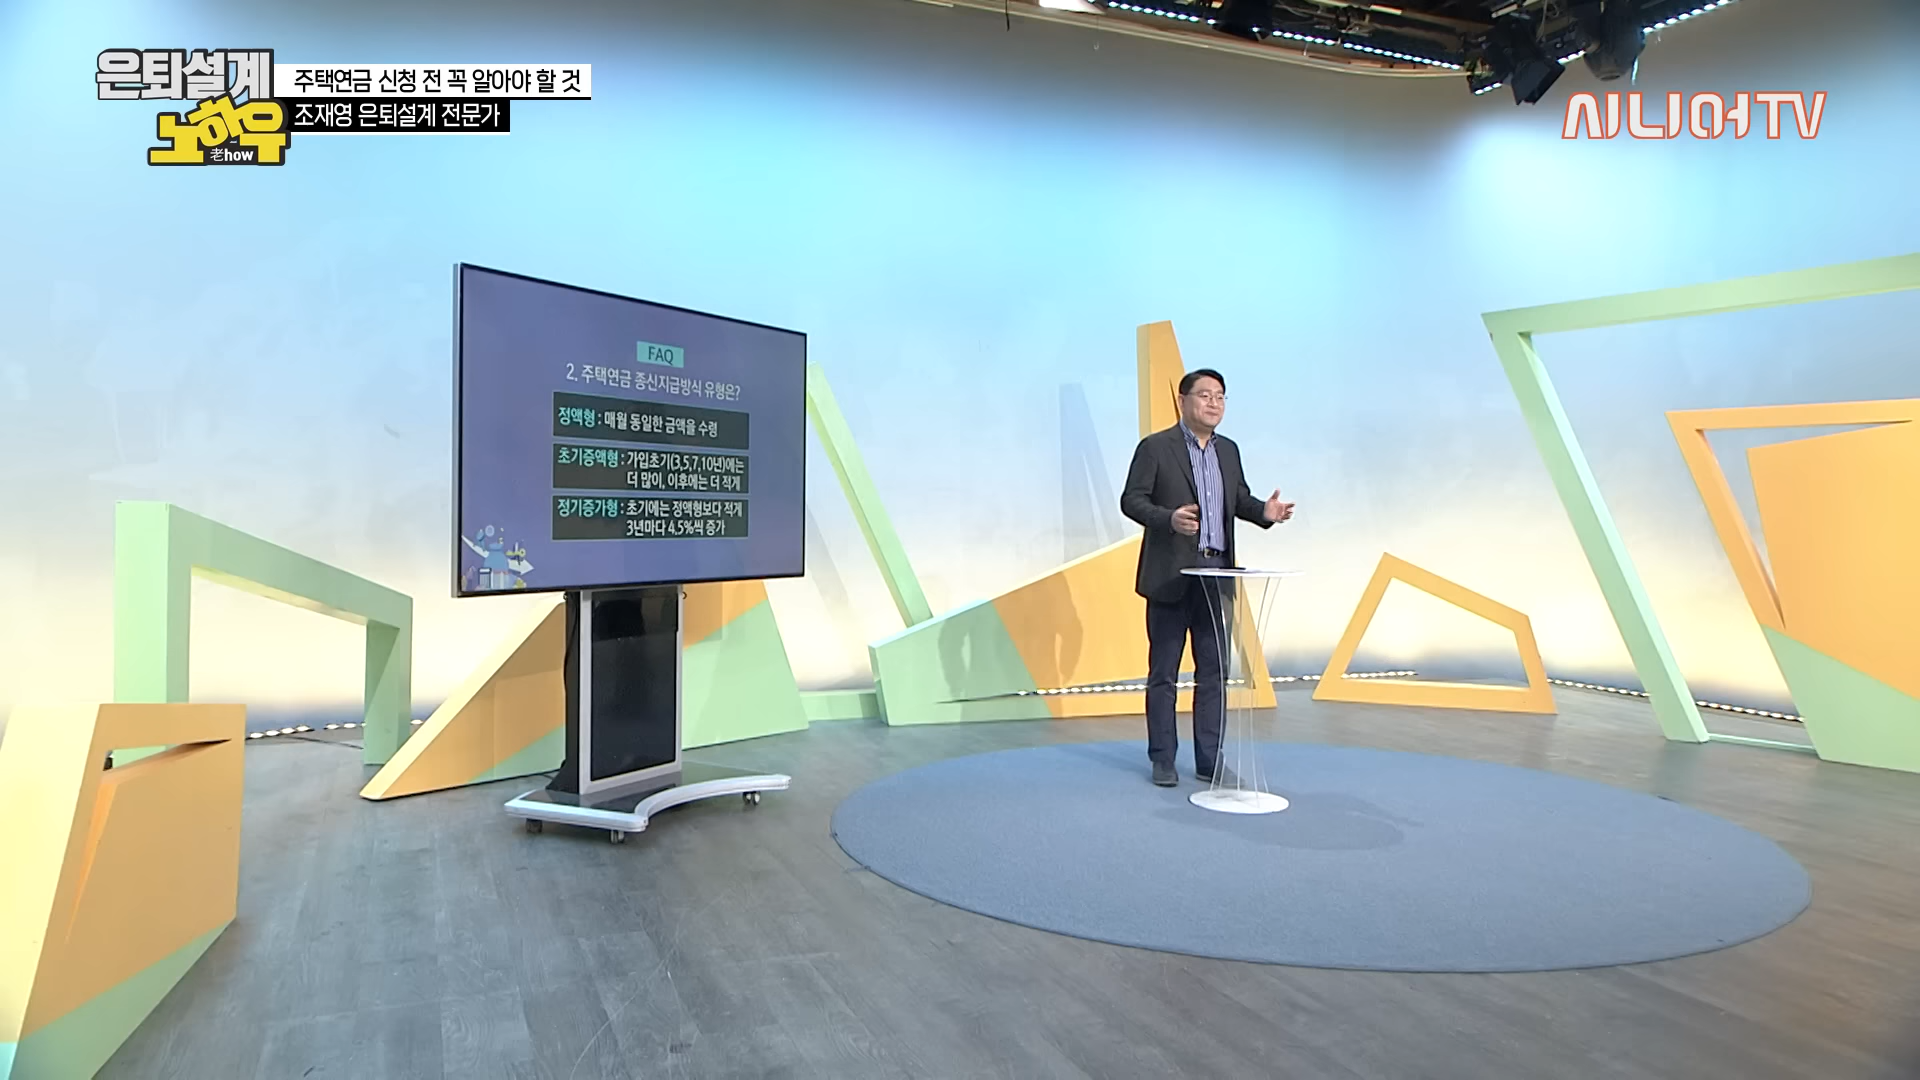 은퇴설계
노하우
老how
주택연금 신청 전 꼭 알아야 할 것
조재영 은퇴설계 전문가
시니어TV
FAQ
2. 주택연금 종신지급방식 유형은?
정액형 : 매월 동일한 금액을 수령
초기증액형 : 가입초기(3,5,7,10년)에는
더 많이, 이후에는 더 적게
정기증가형 : 초기에는 정액형보다 적게
3년마다 4.5%씩 증가